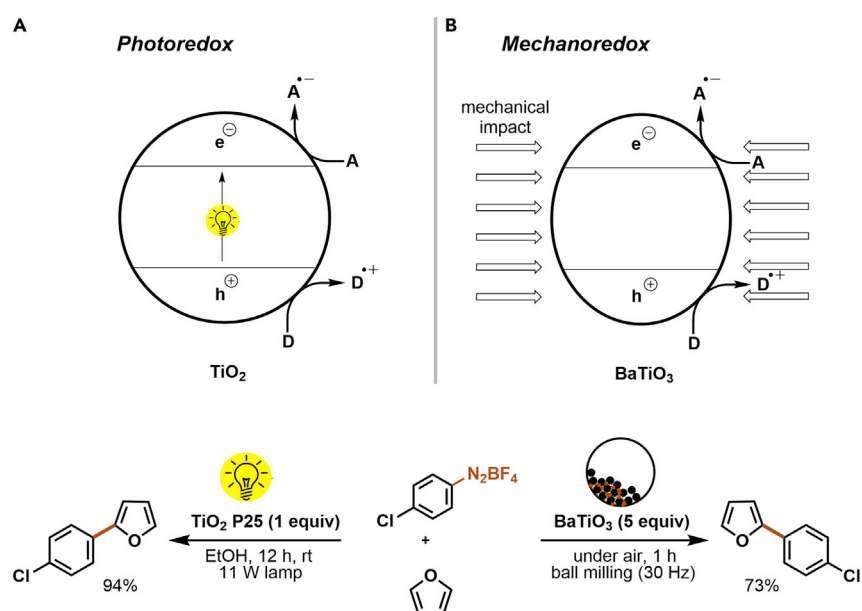 A
Photoredox
e⊖
A•−
A
h⊕
D•+
D
TiO2
B
Mechanoredox
mechanical
impact
e⊖
A•−
A
h⊕
D•+
D
BaTiO3
Cl
O
94%
TiO2 P25 (1 equiv)
EtOH, 12 h, rt
11 W lamp
N2BF4
Cl
+
O
BaTiO3 (5 equiv)
under air, 1 h
ball milling (30 Hz)
O
Cl
73%